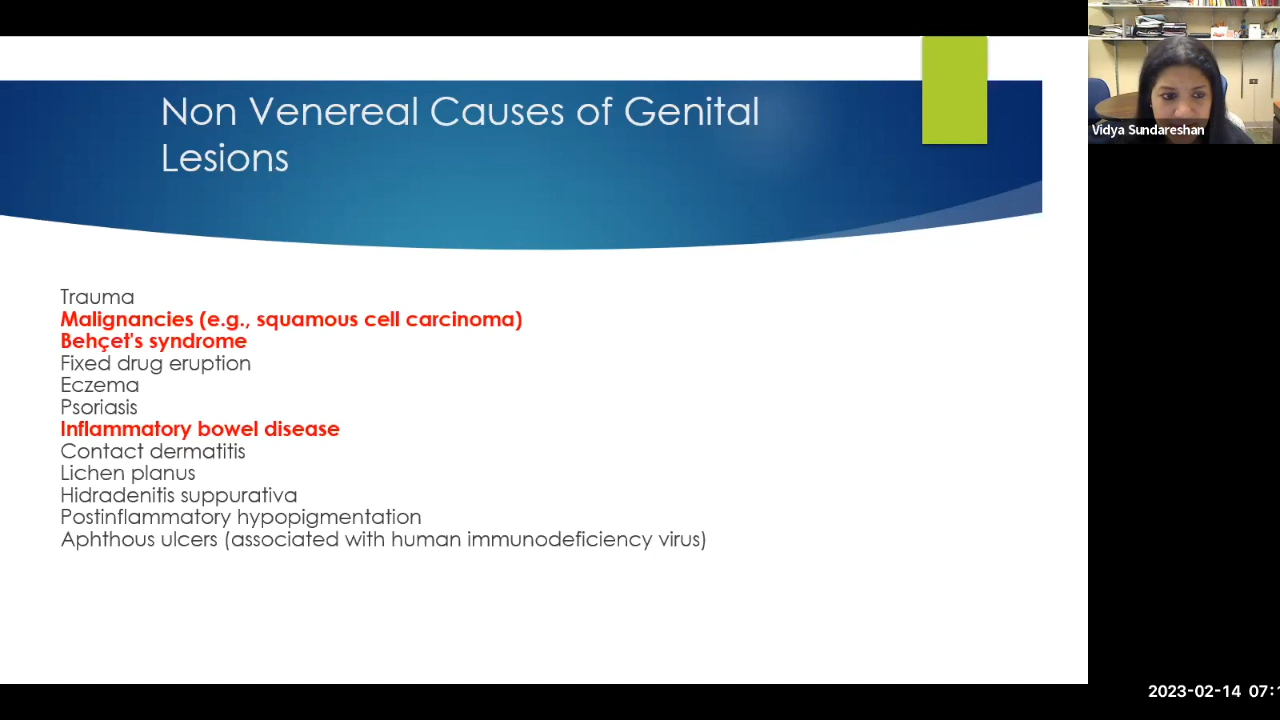 Non Venereal Causes of Genital
Lesions
Vidya Sundareshan
Trauma
Malignancies (e.g., squamous cell carcinoma)
Behçet's syndrome
Fixed drug eruption
Eczema
Psoriasis
Inflammatory bowel disease
Contact dermatitis
Lichen planus
Hidradenitis suppurativa
Postinflammatory hypopigmentation
Aphthous ulcers (associated with human immunodeficiency virus)
2023-02-14 07: